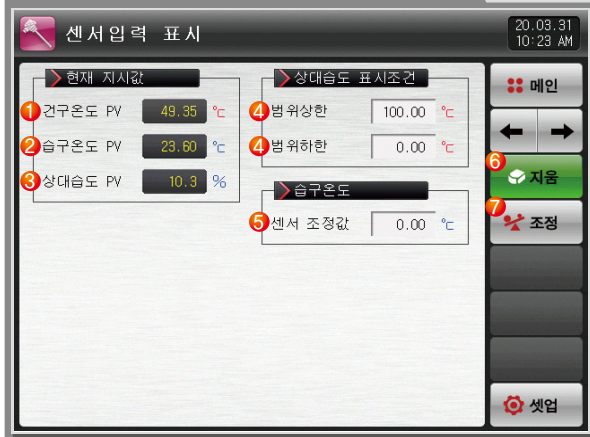 센서입력 표시
20.03.31
10:23 AM
현재 지시값
1 건구온도 PV 49.35 ℃
2 습구온도 PV 23.60 ℃
3 상대습도 PV 10.3 %
상대습도 표시조건
4 범위상한 100.00 ℃
4 범위하한 0.00 ℃
습구온도
5 센서 조정값 0.00 ℃
메인
6 지움
7 조정
셋업